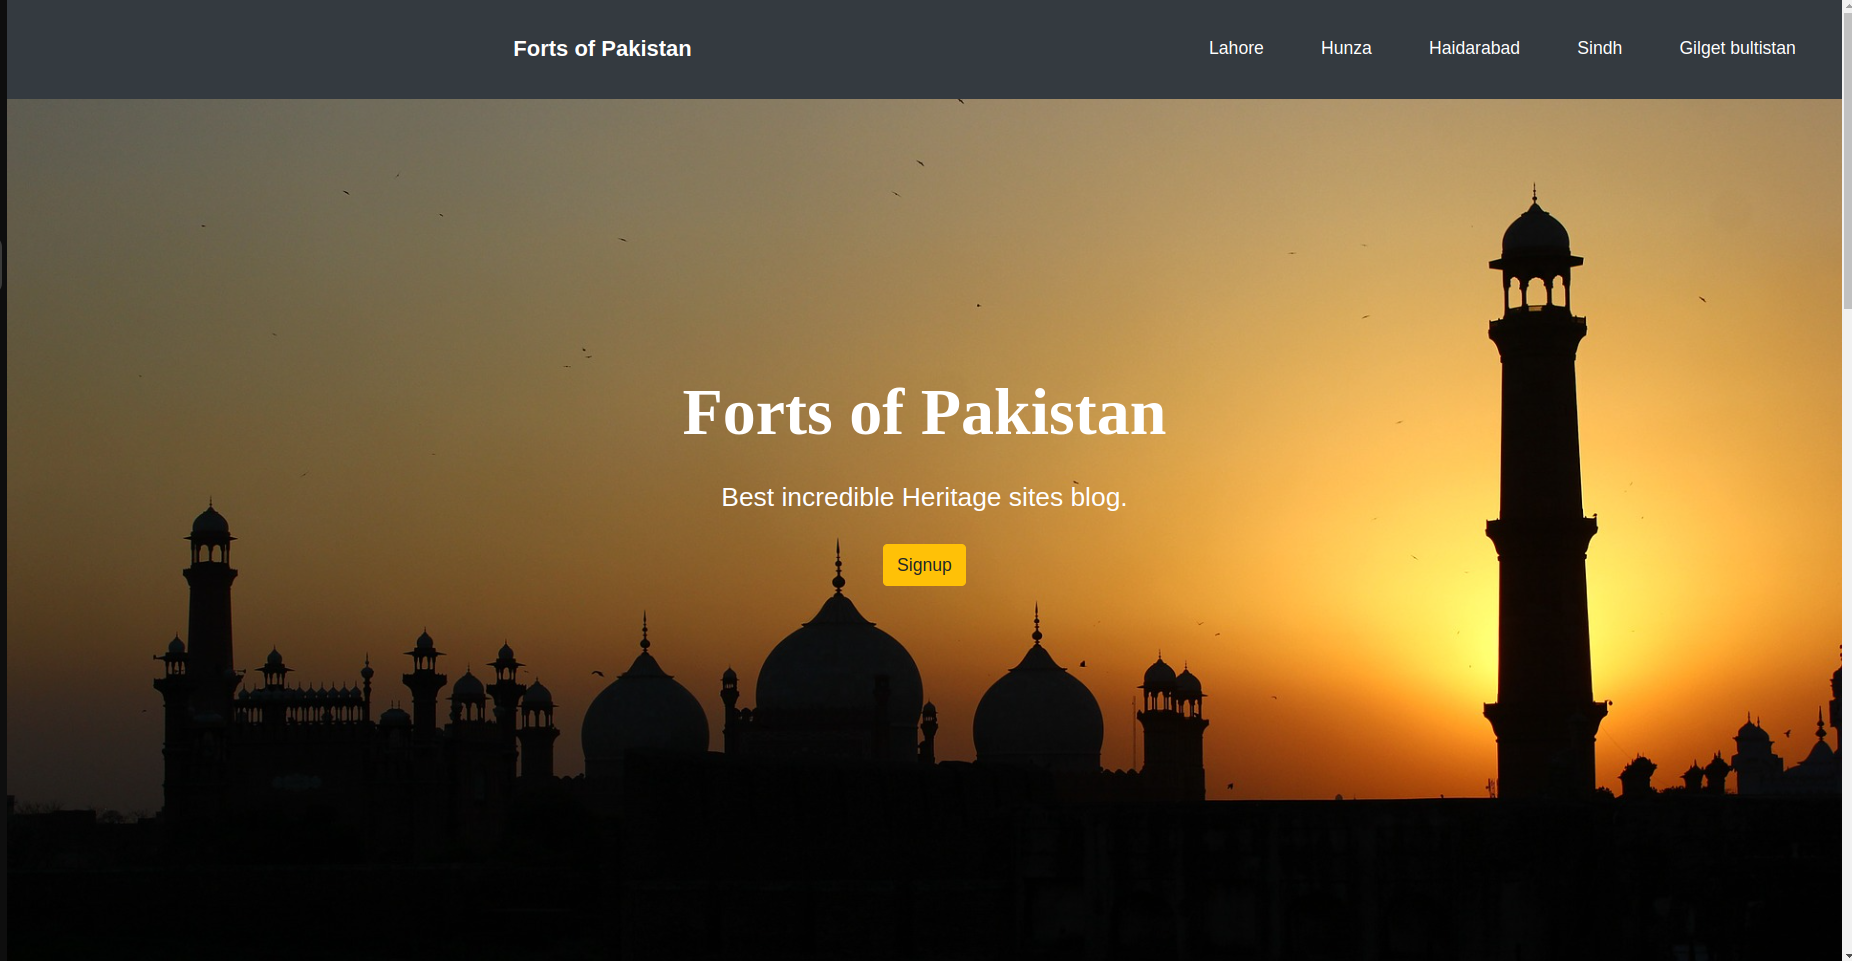 Forts of Pakistan
Lahore Hunza Haidarabad Sindh Gilget bultistan
Forts of Pakistan
Best incredible Heritage sites blog.
Signup